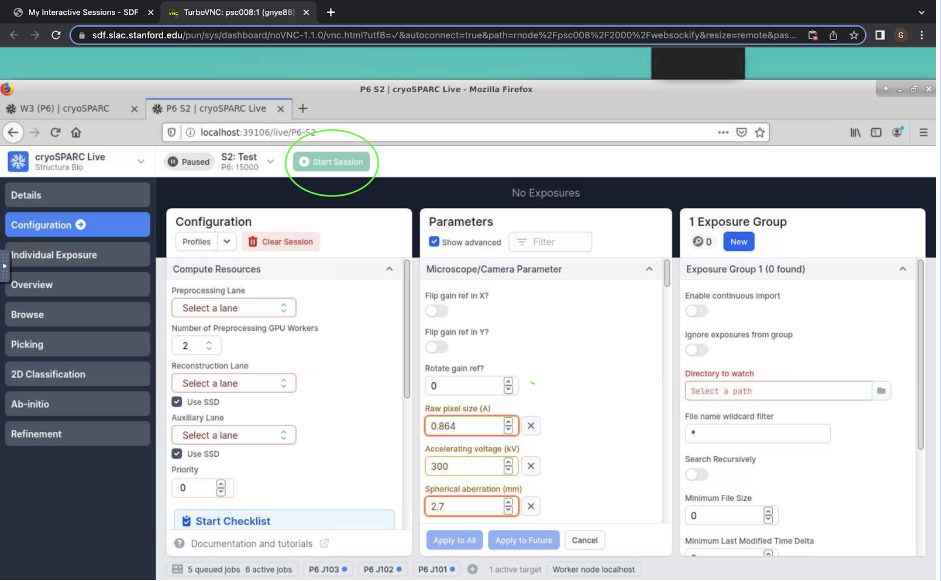 My Interactive Sessions - SDF
TurboVNC: psc008:1 (gnye88)
sdf.slac.stanford.edu/pun/sys/dashboard/noVNC-1.1.0/vnc.html?utf8=✓&autoconnect=true&path=rnode%2Fpsc008%2F2000%2Fwebsockify&resize=remote&pas...
G
P6 S2 | cryoSPARC Live - Mozilla Firefox
W3 (P6) | cryoSPARC
P6 S2 | cryoSPARC Live
localhost:39106/live/P6-S2
cryoSPARC Live
Structura Bio
Paused
S2: Test
P6: 15000
Start Session
Details
Configuration
Individual Exposure
Overview
Browse
Picking
2D Classification
Ab-initio
Refinement
No Exposures
Configuration
Profiles
Clear Session
Compute Resources
Preprocessing Lane
Select a lane
Number of Preprocessing GPU Workers
2
Reconstruction Lane
Select a lane
Use SSD
Auxiliary Lane
Select a lane
Use SSD
Priority
0
Start Checklist
Documentation and tutorials
Parameters
Show advanced
Filter
Microscope/Camera Parameter
Flip gain ref in X?
Flip gain ref in Y?
Rotate gain ref?
0
Raw pixel size (A)
0.864
Accelerating voltage (kV)
300
Spherical aberration (mm)
2.7
Apply to All
Apply to Future
Cancel
1 Exposure Group
0
New
Exposure Group 1 (0 found)
Enable continuous import
Ignore exposures from group
Directory to watch
Select a path
File name wildcard filter
*
Search Recursively
Minimum File Size
0
Minimum Last Modified Time Delta
5 queued jobs 6 active jobs
P6 J103
P6 J102
P6 J101
1 active target
Worker node localhost